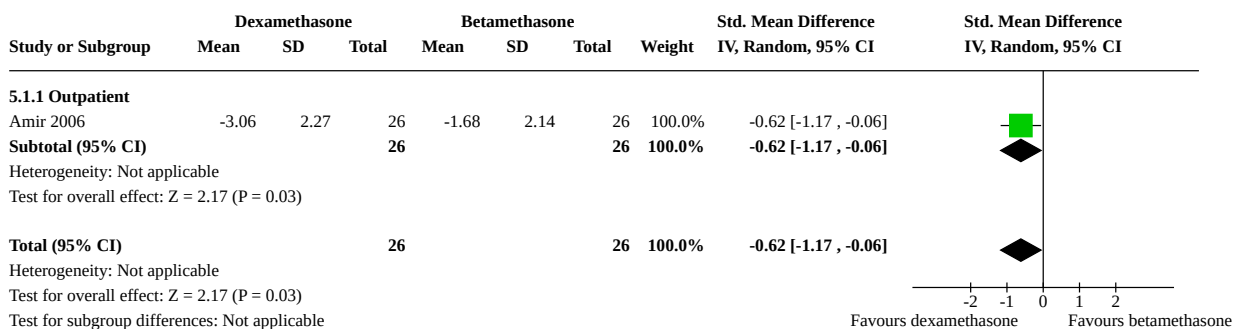 Dexamethasone Betamethasone Std. Mean Difference Std. Mean Difference
Study or Subgroup Mean SD Total Mean SD Total Weight IV, Random, 95% CI IV, Random, 95% CI
5.1.1 Outpatient
Amir 2006 -3.06 2.27 26 -1.68 2.14 26 100.0% -0.62 [-1.17 , -0.06]
Subtotal (95% CI) 26 26 100.0% -0.62 [-1.17 , -0.06]
Heterogeneity: Not applicable
Test for overall effect: Z = 2.17 (P = 0.03)
Total (95% CI) 26 26 100.0% -0.62 [-1.17 , -0.06]
Heterogeneity: Not applicable
Test for overall effect: Z = 2.17 (P = 0.03) -2 -1 0 1 2
Test for subgroup differences: Not applicable Favours dexamethasone Favours betamethasone